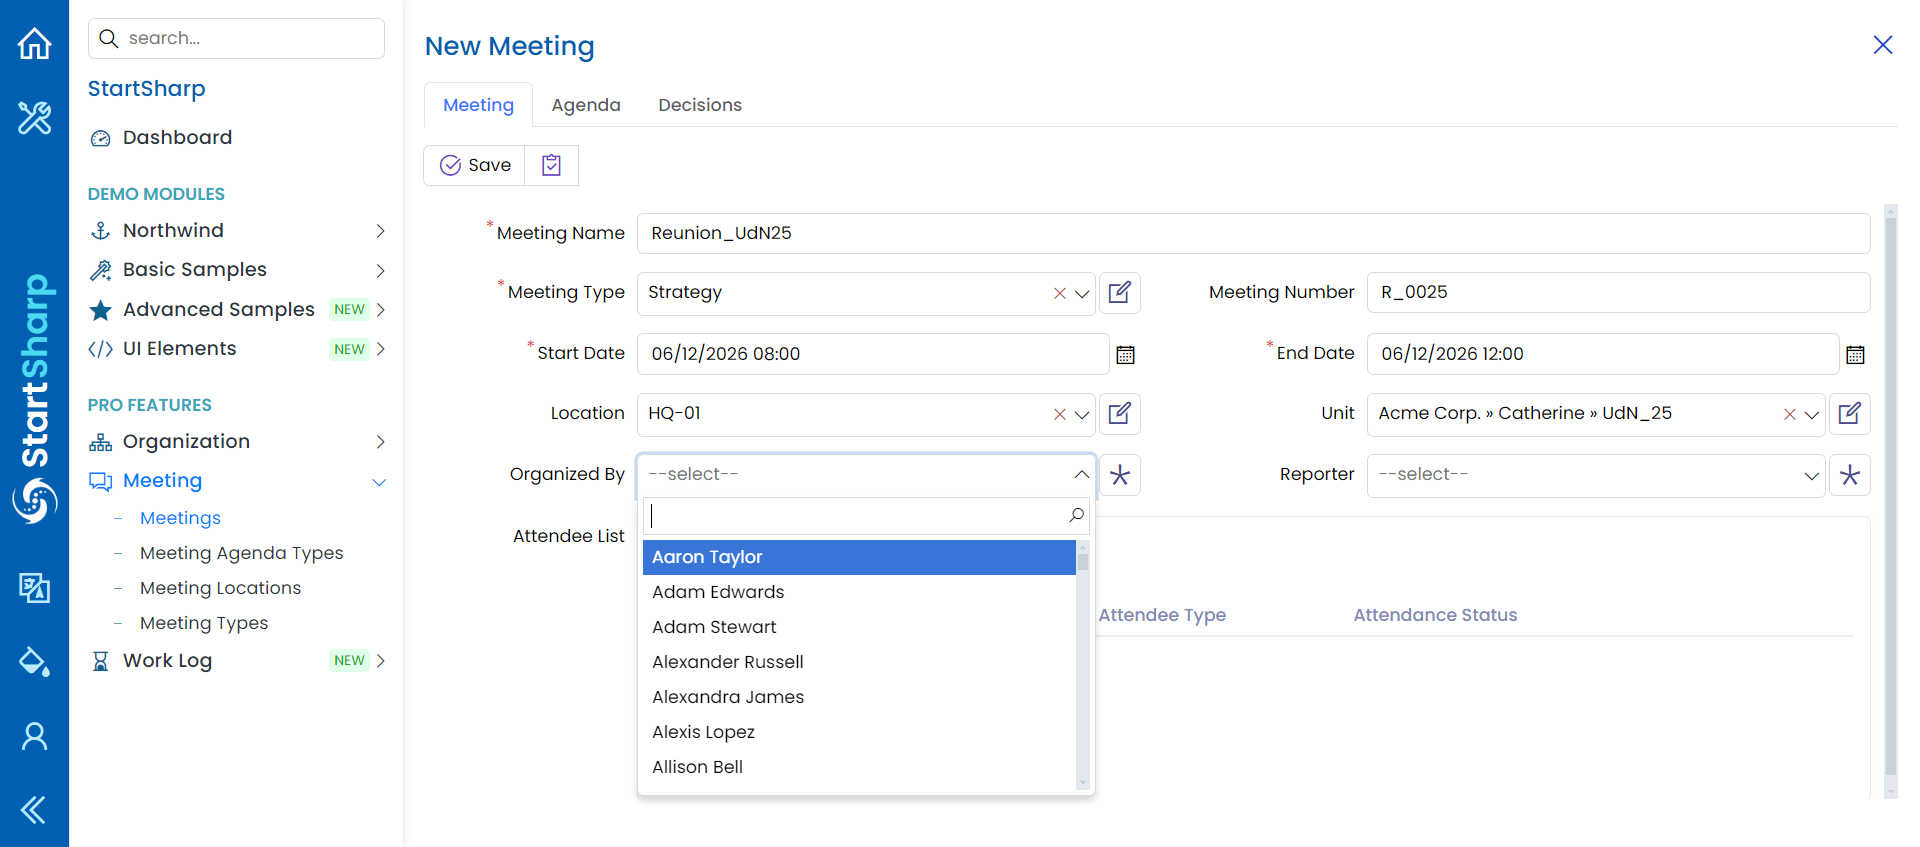 search...
StartSharp
Dashboard
DEMO MODULES
Northwind
Basic Samples
Advanced Samples NEW
UI Elements NEW
PRO FEATURES
Organization
Meeting
Meetings
Meeting Agenda Types
Meeting Locations
Meeting Types
Work Log NEW
StartSharp
New Meeting
Meeting Agenda Decisions
Save
* Meeting Name Reunion_UdN25
* Meeting Type Strategy Meeting Number R_0025
* Start Date 06/12/2026 08:00 * End Date 06/12/2026 12:00
Location HQ-01 Unit Acme Corp. » Catherine » UdN_25
Organized By --select-- Reporter --select--
Attendee List
Attendee Type Attendance Status
Aaron Taylor
Adam Edwards
Adam Stewart
Alexander Russell
Alexandra James
Alexis Lopez
Allison Bell